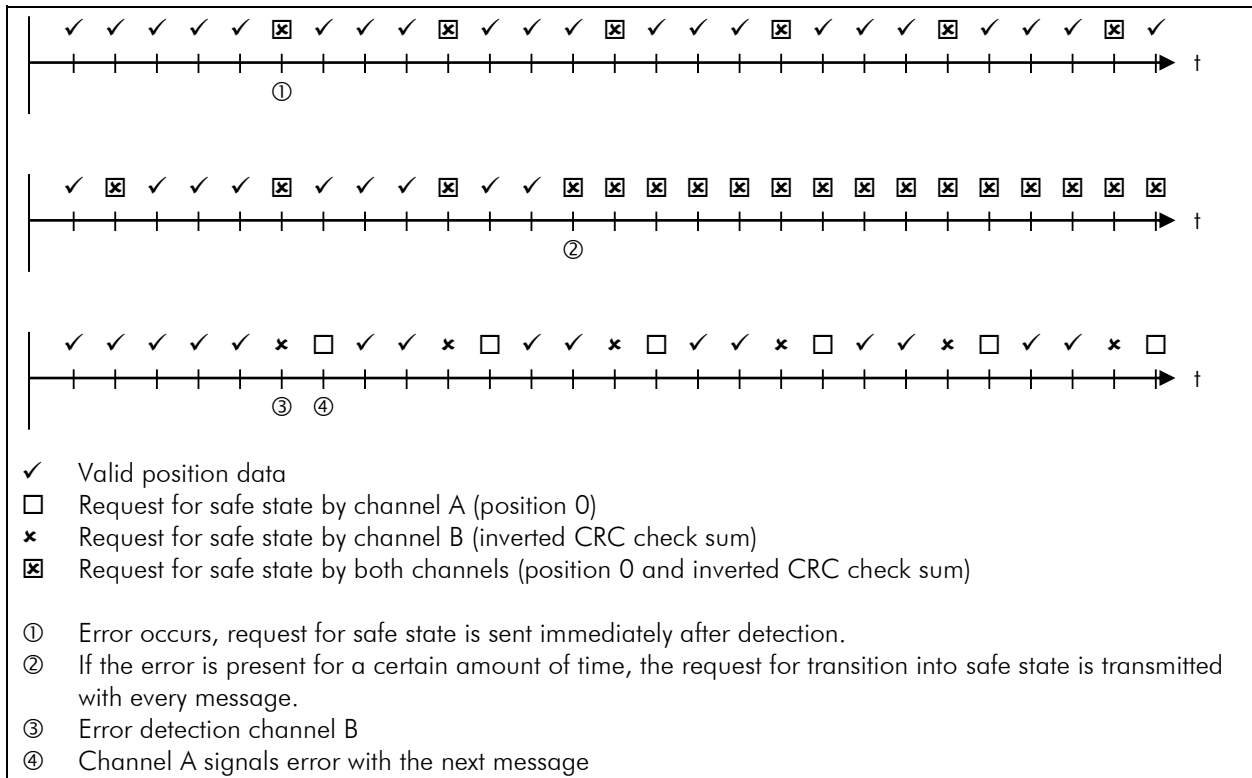 ✓ ✓ ✓ ✓ ✓ 🗷 ✓ ✓ ✓ 🗷 ✓ ✓ ✓ 🗷 ✓ ✓ ✓ 🗷 ✓ ✓ ✓ 🗷 ✓ ✓ ✓ 🗷 ✓
t
①
✓ 🗷 ✓ ✓ ✓ 🗷 ✓ ✓ ✓ 🗷 ✓ ✓ 🗷 🗷 🗷 🗷 🗷 🗷 🗷 🗷 🗷 🗷 🗷 🗷 🗷 🗷 🗷
t
②
✓ ✓ ✓ ✓ ✓ × □ ✓ ✓ × □ ✓ ✓ × □ ✓ ✓ × □ ✓ ✓ × □ ✓ ✓ × □
t
③ ④
✓ Valid position data
□ Request for safe state by channel A (position 0)
× Request for safe state by channel B (inverted CRC check sum)
🗷 Request for safe state by both channels (position 0 and inverted CRC check sum)
① Error occurs, request for safe state is sent immediately after detection.
② If the error is present for a certain amount of time, the request for transition into safe state is transmitted
with every message.
③ Error detection channel B
④ Channel A signals error with the next message